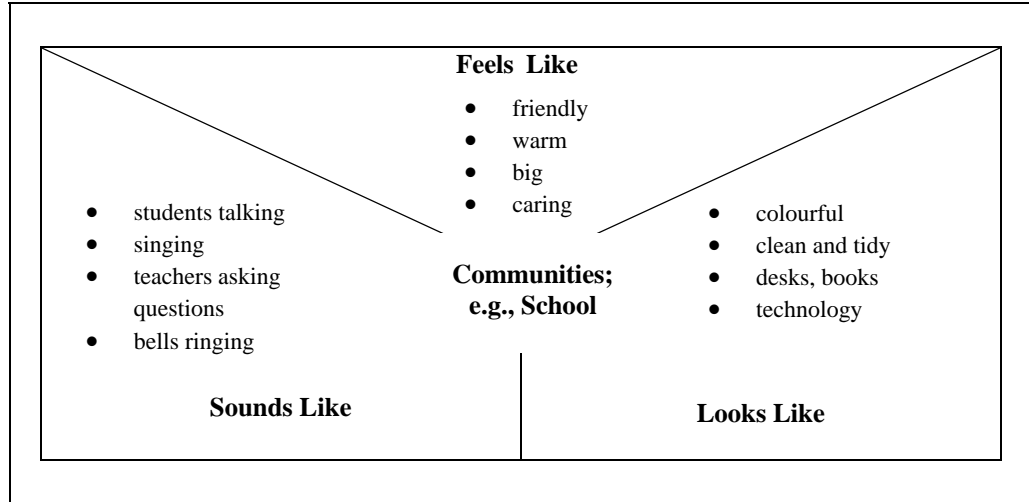 Feels Like
• friendly
• warm
• big
• caring
• students talking
• singing
• teachers asking
questions
• bells ringing
Sounds Like
Communities;
e.g., School
• colourful
• clean and tidy
• desks, books
• technology
Looks Like